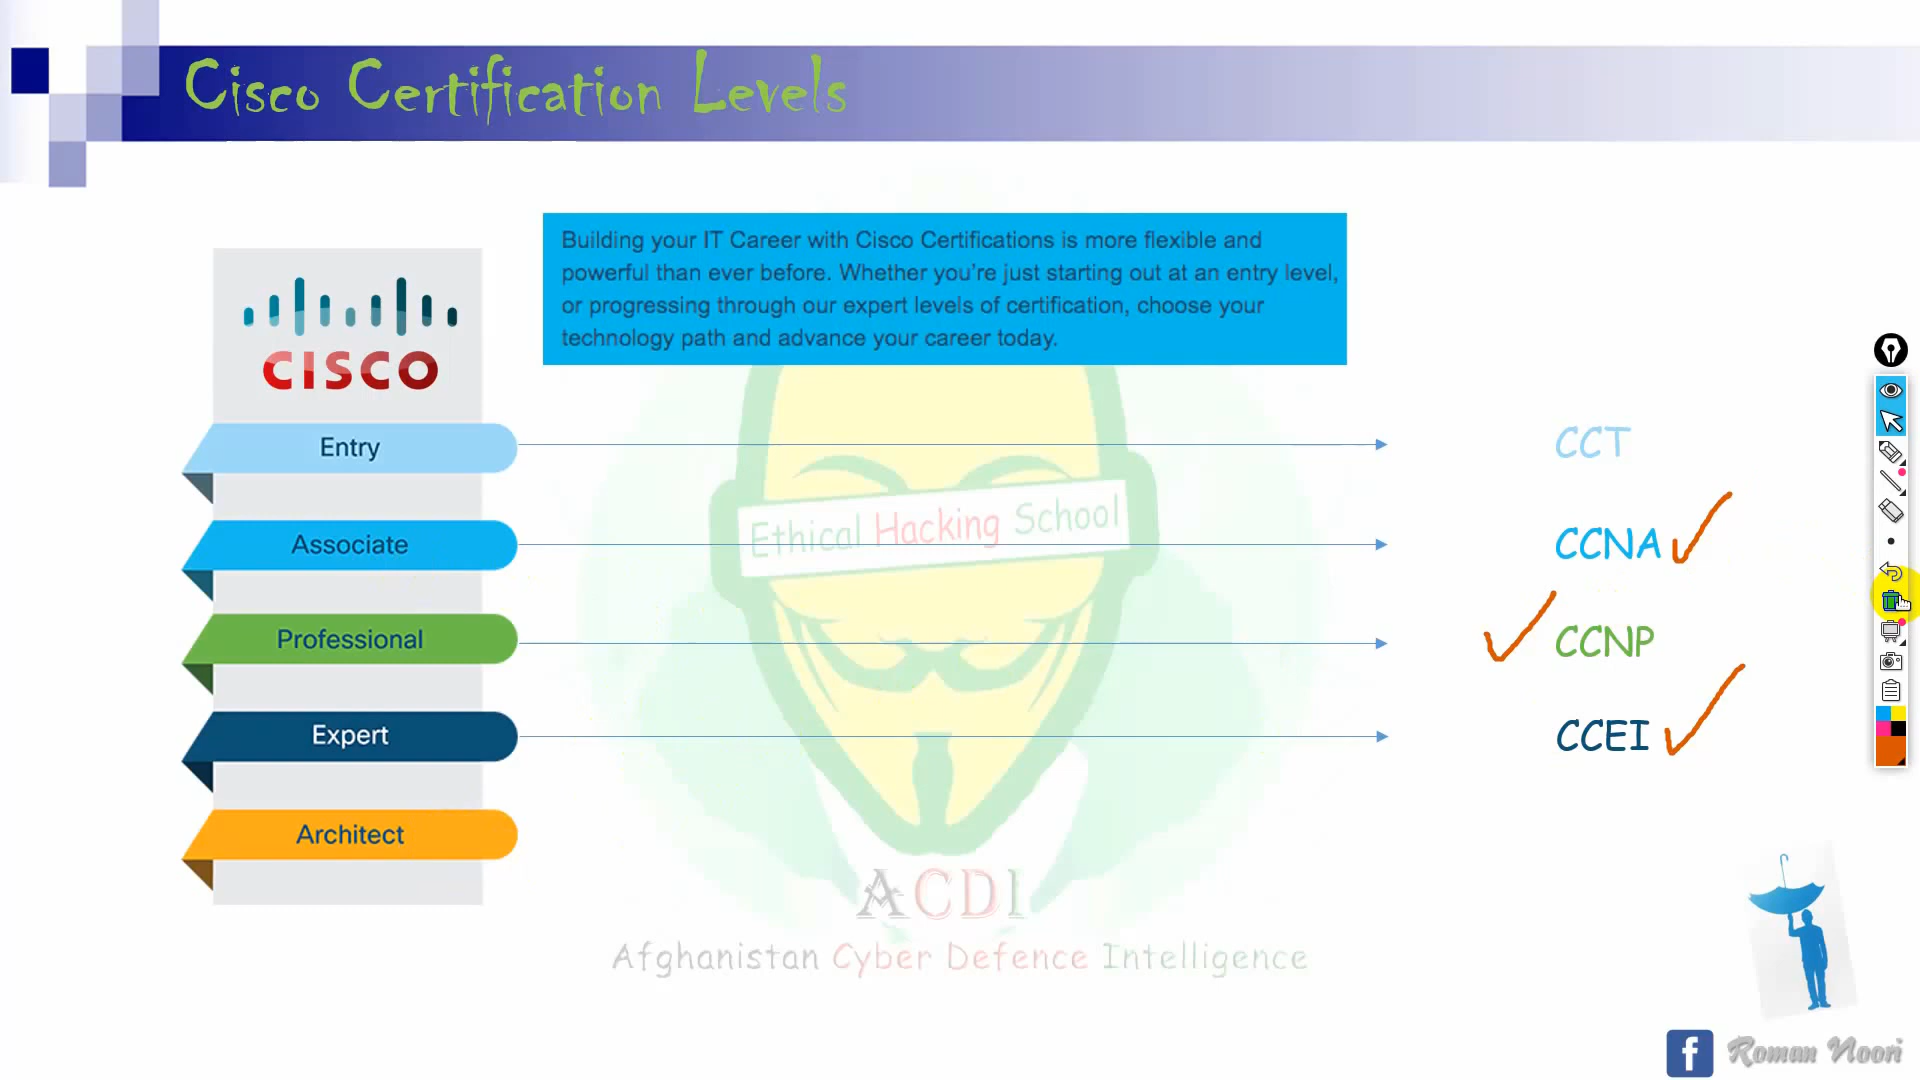 Cisco Certification Levels
Building your IT Career with Cisco Certifications is more flexible and
powerful than ever before. Whether you're just starting out at an entry level,
or progressing through our expert levels of certification, choose your
technology path and advance your career today.
CISCO
Entry
CCT
Ethical Hacking School
Associate
CCNA
Professional
CCNP
Expert
CCEI
Architect
ACDI
Afghanistan Cyber Defence Intelligence
f Roman Noori